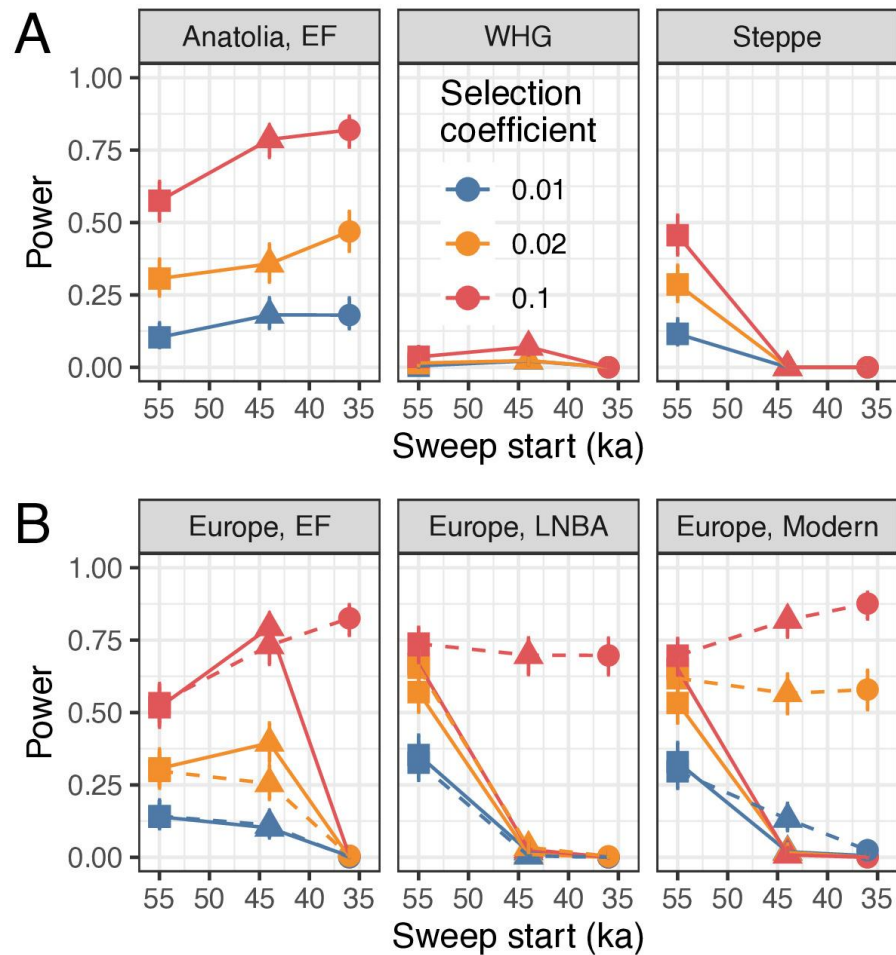 A
Anatolia, EF
WHG
Steppe
Power
1.00
0.75
0.50
0.25
0.00
Selection
coefficient
0.01
0.02
0.1
55 50 45 40 35
55 50 45 40 35
55 50 45 40 35
Sweep start (ka)
B
Europe, EF
Europe, LNBA
Europe, Modern
Power
1.00
0.75
0.50
0.25
0.00
55 50 45 40 35
55 50 45 40 35
55 50 45 40 35
Sweep start (ka)